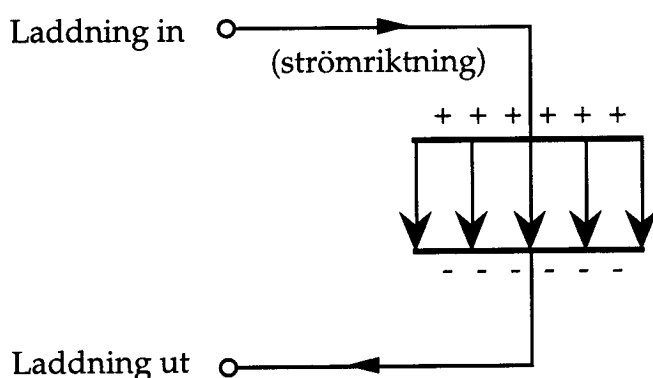 Laddning in
(strömriktning)
+ + + + + +
- - - - - -
Laddning ut